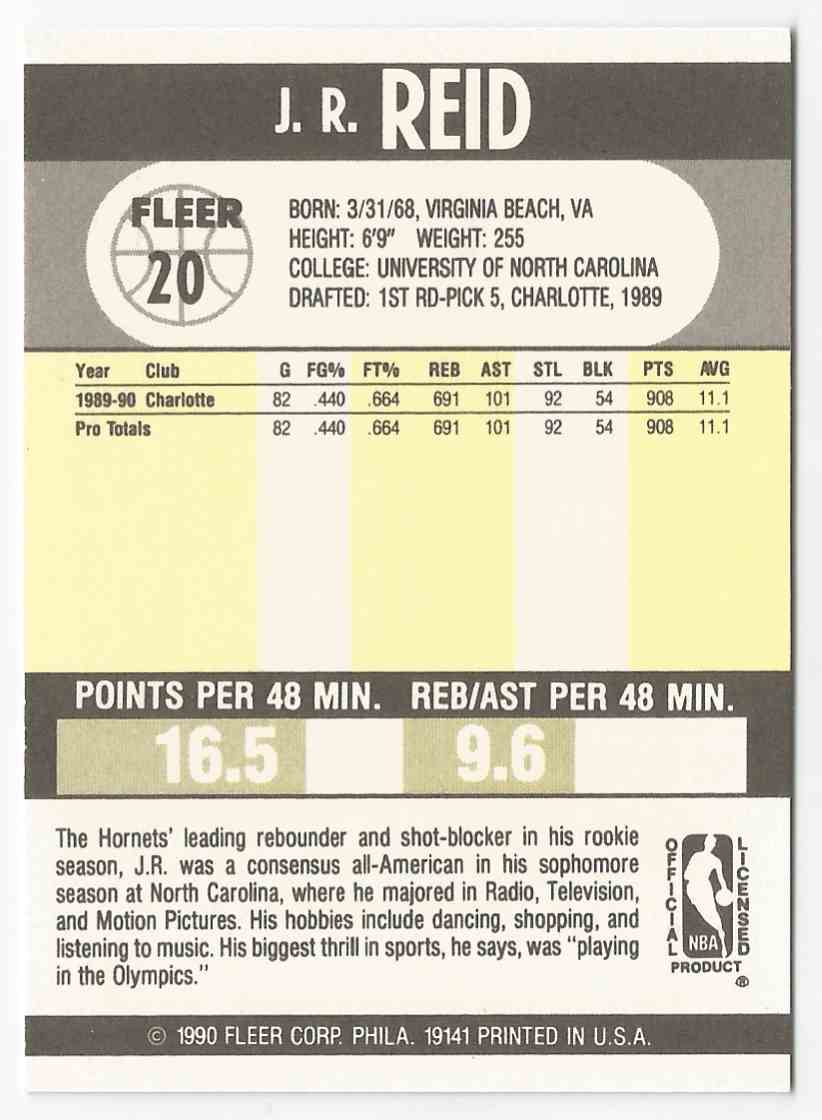 J. R. REID
FLEER
20
BORN: 3/31/68, VIRGINIA BEACH, VA
HEIGHT: 6'9" WEIGHT: 255
COLLEGE: UNIVERSITY OF NORTH CAROLINA
DRAFTED: 1ST RD-PICK 5, CHARLOTTE, 1989
Year Club G FG% FT% REB AST STL BLK PTS AVG
1989-90 Charlotte 82 .440 .664 691 101 92 54 908 11.1
Pro Totals 82 .440 .664 691 101 92 54 908 11.1
POINTS PER 48 MIN. REB/AST PER 48 MIN.
16.5 9.6
The Hornets' leading rebounder and shot-blocker in his rookie
season, J.R. was a consensus all-American in his sophomore
season at North Carolina, where he majored in Radio, Television,
and Motion Pictures. His hobbies include dancing, shopping, and
listening to music. His biggest thrill in sports, he says, was "playing
in the Olympics."
OFFICIAL
LICENSED
NBA
PRODUCT
®
© 1990 FLEER CORP. PHILA. 19141 PRINTED IN U.S.A.